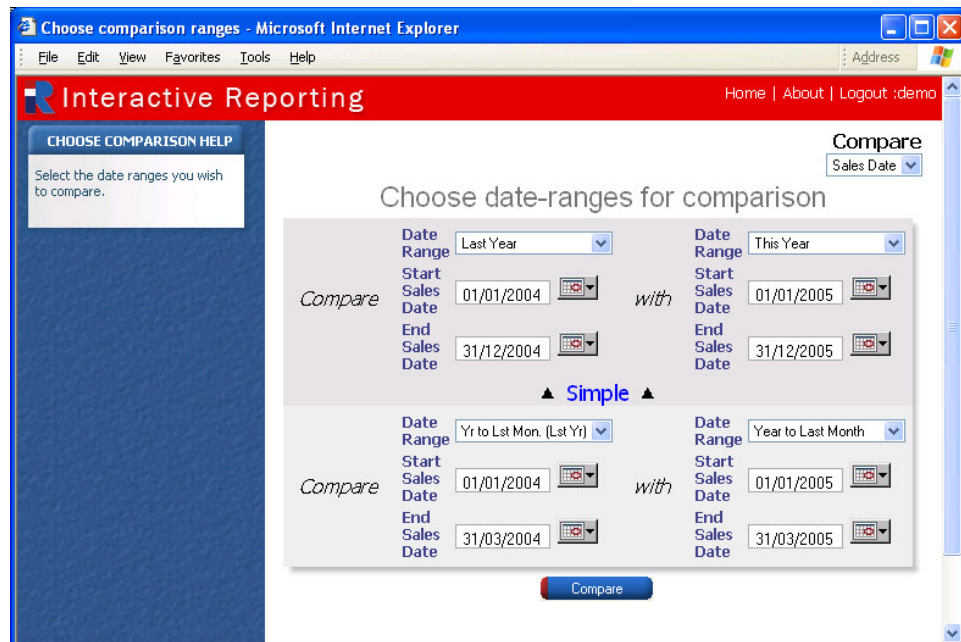 Choose comparison ranges - Microsoft Internet Explorer
File Edit View Favorites Tools Help Address
Interactive Reporting Home | About | Logout :demo
CHOOSE COMPARISON HELP
Select the date ranges you wish
to compare.
Compare
Sales Date
Choose date-ranges for comparison
Date
Range Last Year
Date
Range This Year
Compare
Start
Sales
Date 01/01/2004
with
Start
Sales
Date 01/01/2005
End
Sales
Date 31/12/2004
End
Sales
Date 31/12/2005
▲ Simple ▲
Date
Range Yr to Lst Mon. (Lst Yr)
Date
Range Year to Last Month
Compare
Start
Sales
Date 01/01/2004
with
Start
Sales
Date 01/01/2005
End
Sales
Date 31/03/2004
End
Sales
Date 31/03/2005
Compare